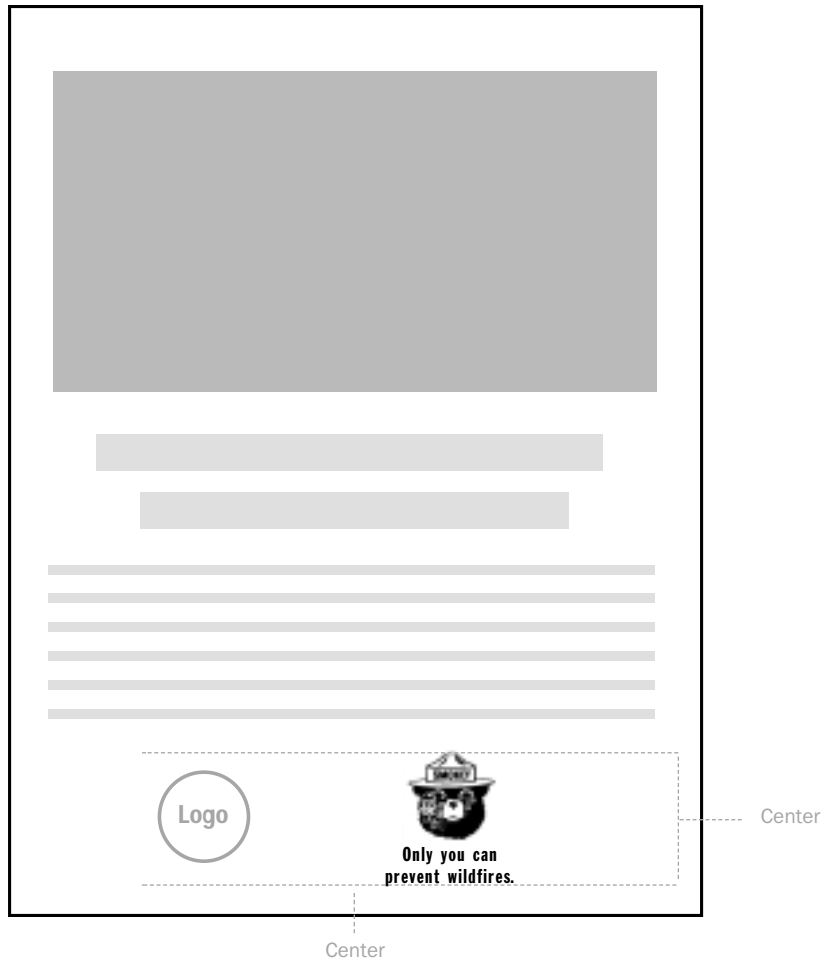 SMOKEY
Logo
Only you can
prevent wildfires.
Center
Center